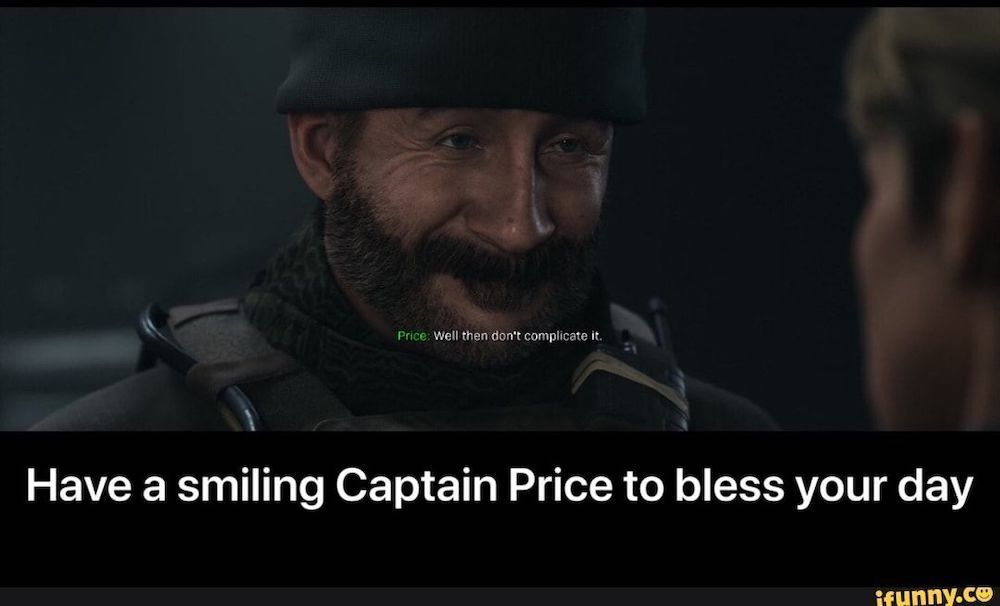 Price: Well then don't complicate it.
Have a smiling Captain Price to bless your day
ifunny.co